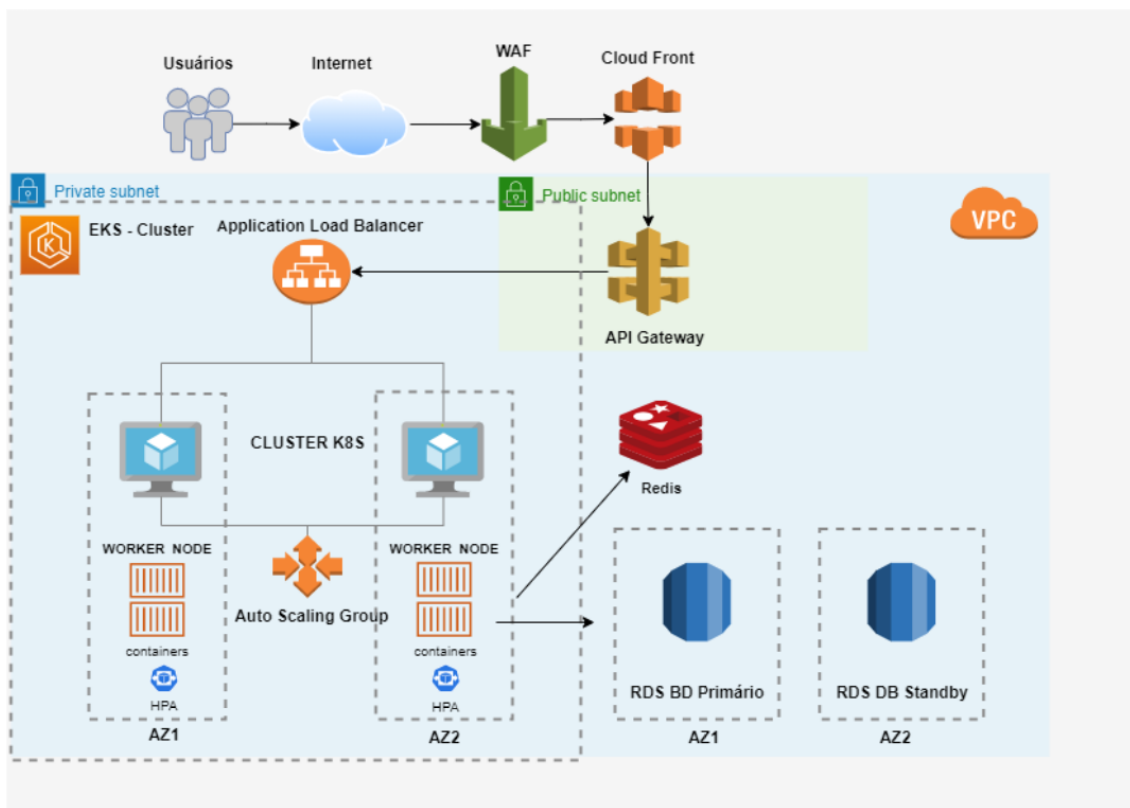 Usuários
Internet
WAF
Cloud Front
Private subnet
Public subnet
VPC
K
EKS - Cluster
Application Load Balancer
API Gateway
CLUSTER K8S
Redis
WORKER NODE
WORKER NODE
Auto Scaling Group
containers
containers
HPA
HPA
AZ1
AZ2
RDS BD Primário
RDS DB Standby
AZ1
AZ2